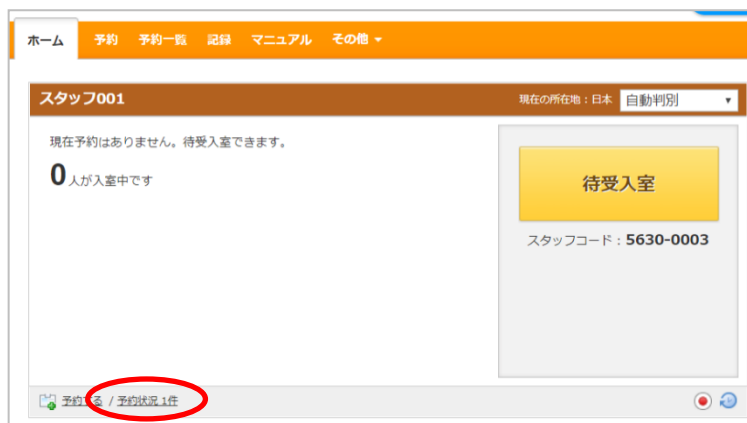 ホーム 予約 予約一覧 記録 マニュアル その他
スタッフ001 現在の所在地：日本 自動判別
現在予約はありません。待受入室できます。
0人が入室中です
待受入室
スタッフコード：5630-0003
予約する / 予約状況 1件